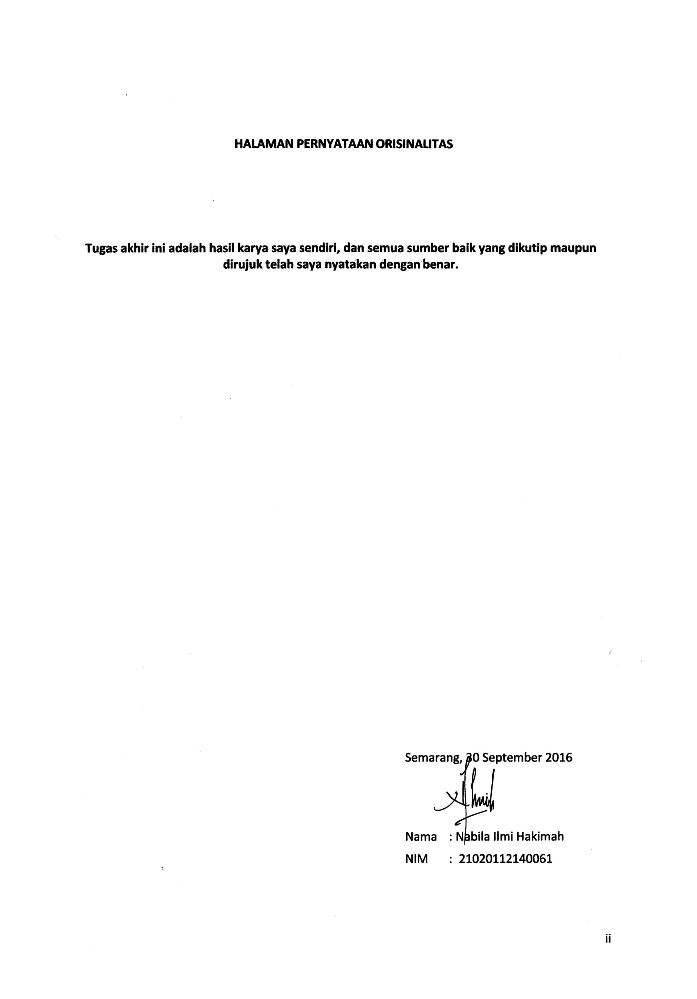 HALAMAN PERNYATAAN ORISINALITAS
Tugas akhir ini adalah hasil karya saya sendiri, dan semua sumber baik yang dikutip maupun
dirujuk telah saya nyatakan dengan benar.
Semarang, 30 September 2016
Nama : Nabila Ilmi Hakimah
NIM : 21020112140061
ii